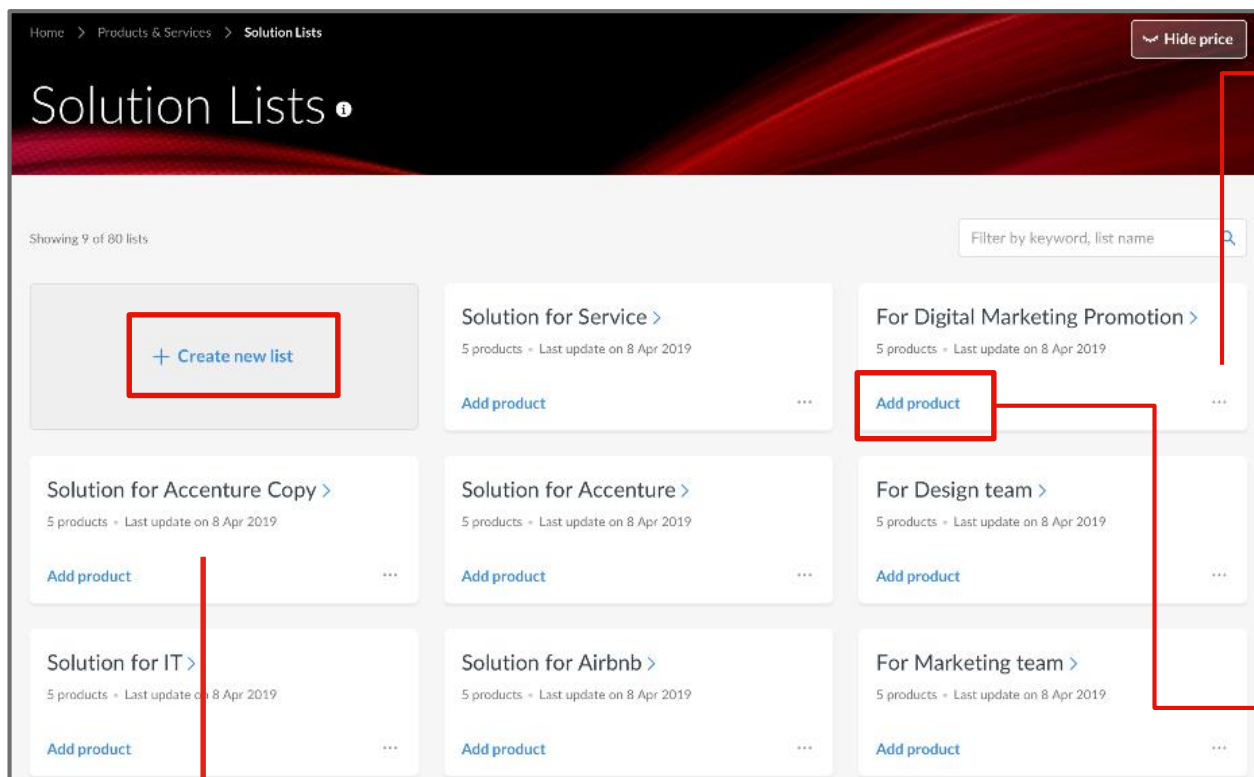 Home > Products & Services > Solution Lists
Hide price
Solution Lists
Showing 9 of 80 lists
Filter by keyword, list name
+ Create new list
Solution for Service >
5 products • Last update on 8 Apr 2019
Add product
...
For Digital Marketing Promotion >
5 products • Last update on 8 Apr 2019
Add product
...
Solution for Accenture Copy >
5 products • Last update on 8 Apr 2019
Add product
...
Solution for Accenture >
5 products • Last update on 8 Apr 2019
Add product
...
For Design team >
5 products • Last update on 8 Apr 2019
Add product
...
Solution for IT >
5 products • Last update on 8 Apr 2019
Add product
...
Solution for Airbnb >
5 products • Last update on 8 Apr 2019
Add product
...
For Marketing team >
5 products • Last update on 8 Apr 2019
Add product
...